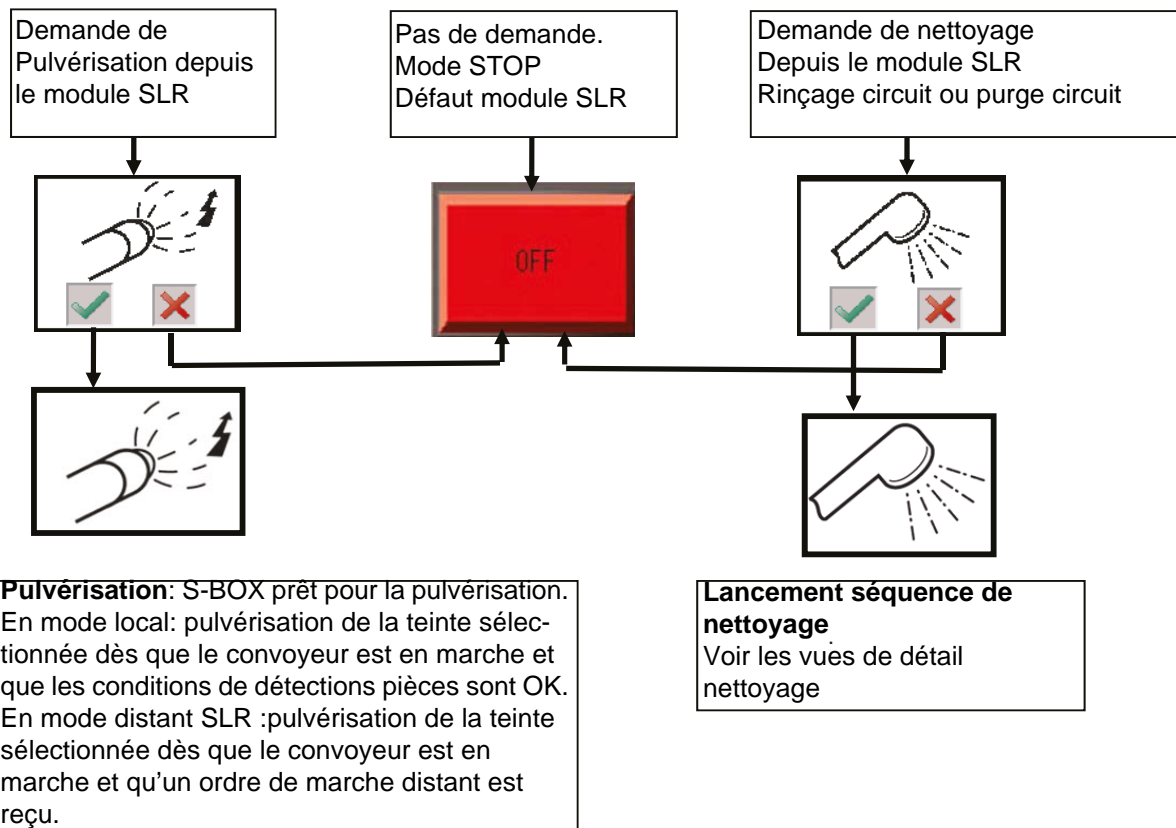 Demande de
Pulvérisation depuis
le module SLR
Pas de demande.
Mode STOP
Défaut module SLR
Demande de nettoyage
Depuis le module SLR
Rinçage circuit ou purge circuit
OFF
Pulvérisation: S-BOX prêt pour la pulvérisation.
En mode local: pulvérisation de la teinte sélec-
tionnée dès que le convoyeur est en marche et
que les conditions de détections pièces sont OK.
En mode distant SLR :pulvérisation de la teinte
sélectionnée dès que le convoyeur est en
marche et qu'un ordre de marche distant est
reçu.
Lancement séquence de
nettoyage
Voir les vues de détail
nettoyage